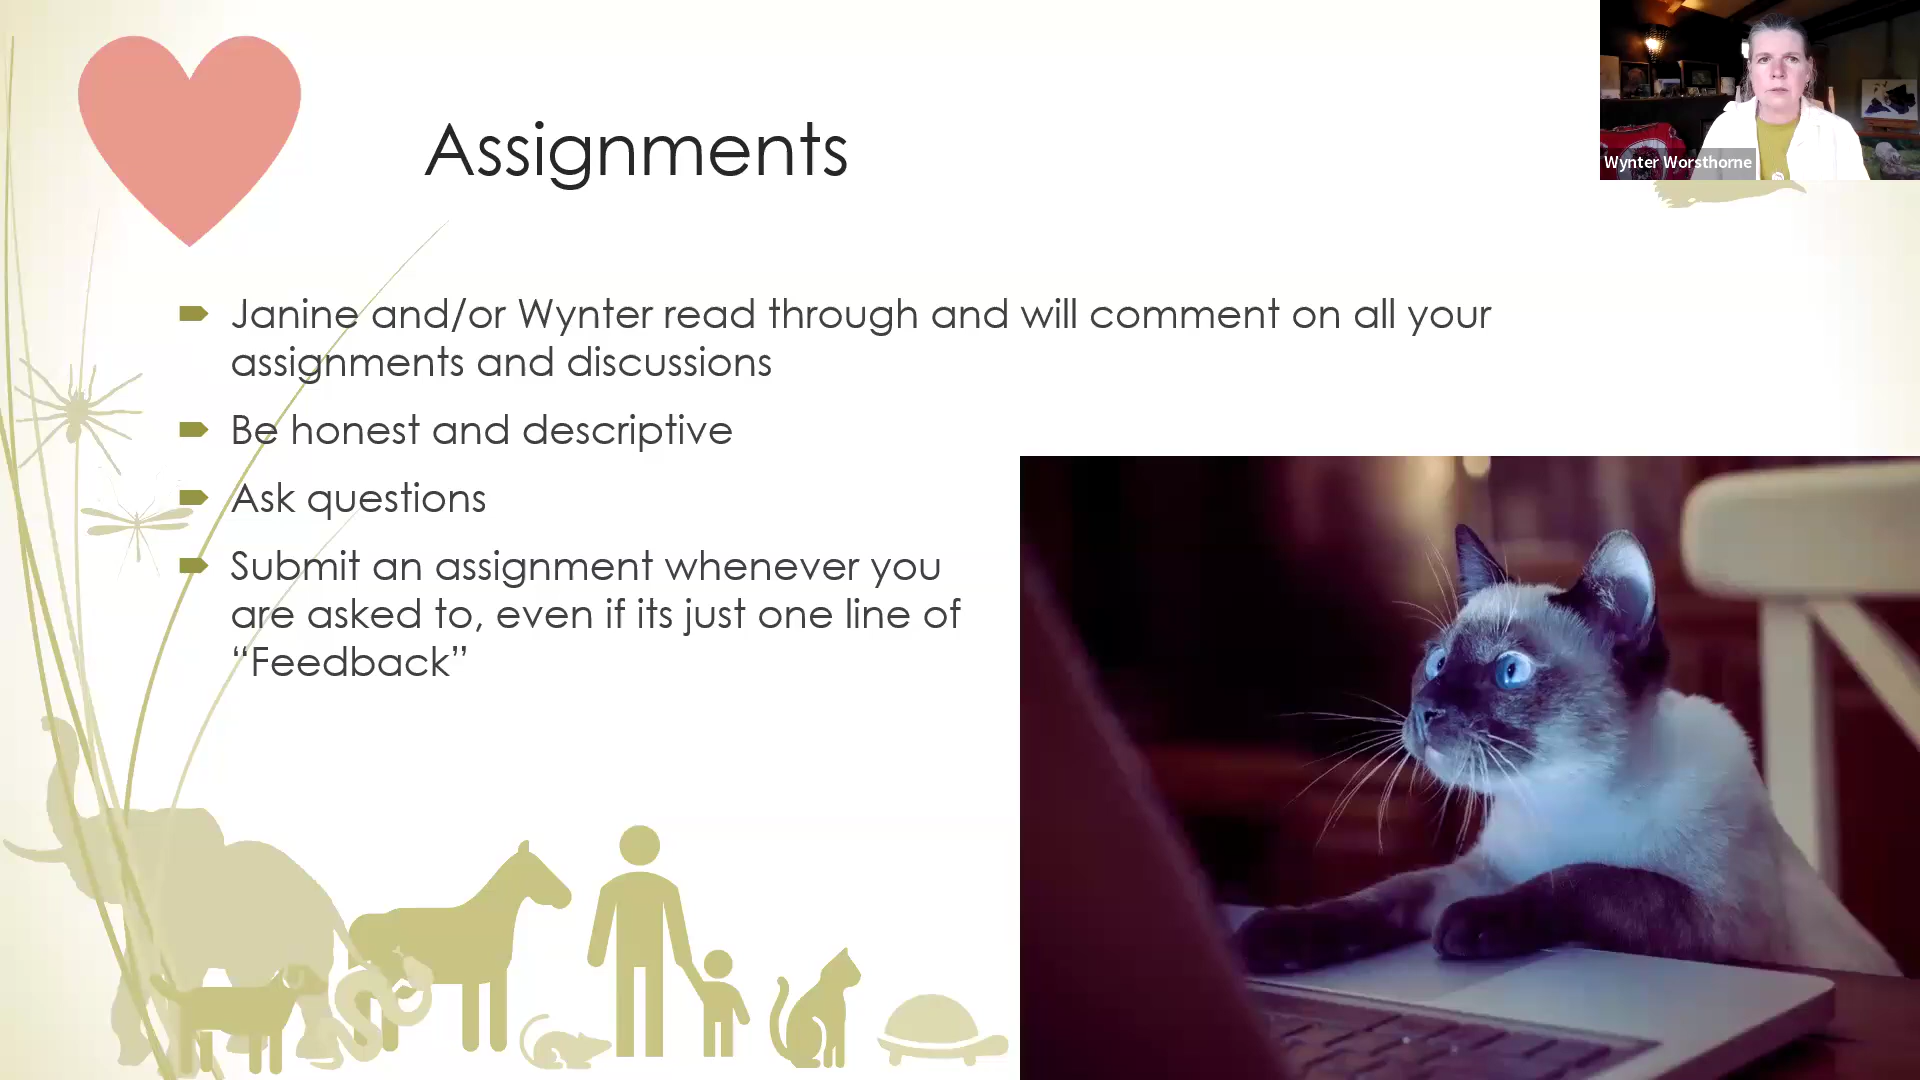 Assignments
Wynter Worsthorne
Janine and/or Wynter read through and will comment on all your
assignments and discussions
Be honest and descriptive
Ask questions
Submit an assignment whenever you
are asked to, even if its just one line of
“Feedback”